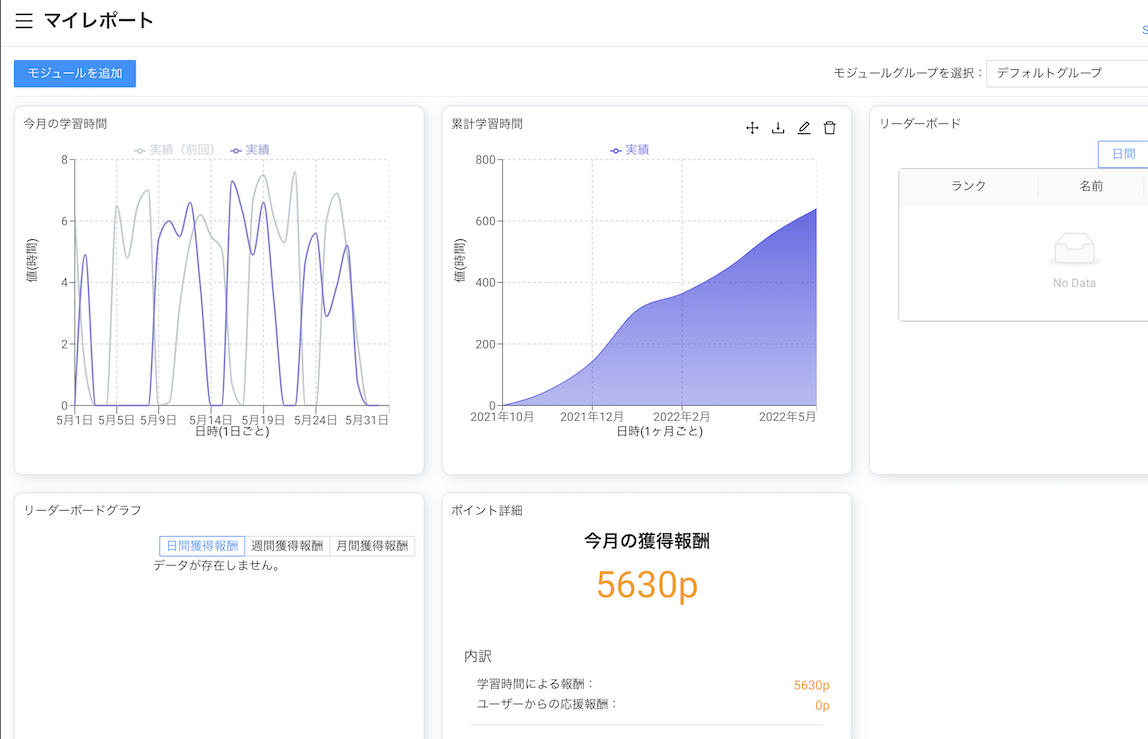 マイレポート
S
モジュールを追加
モジュールグループを選択：
デフォルトグループ
今月の学習時間
実績（前回）
実績
8
6
4
2
0
値(時間)
5月1日 5月5日 5月9日 5月14日 5月19日 5月24日 5月31日
日時(1日ごと)
累計学習時間
実績
800
600
400
200
0
値(時間)
2021年10月 2021年12月 2022年2月 2022年5月
日時(1ヶ月ごと)
リーダーボード
日間
ランク 名前
No Data
リーダーボードグラフ
日間獲得報酬 週間獲得報酬 月間獲得報酬
データが存在しません。
ポイント詳細
今月の獲得報酬
5630p
内訳
学習時間による報酬： 5630p
ユーザーからの応援報酬： 0p